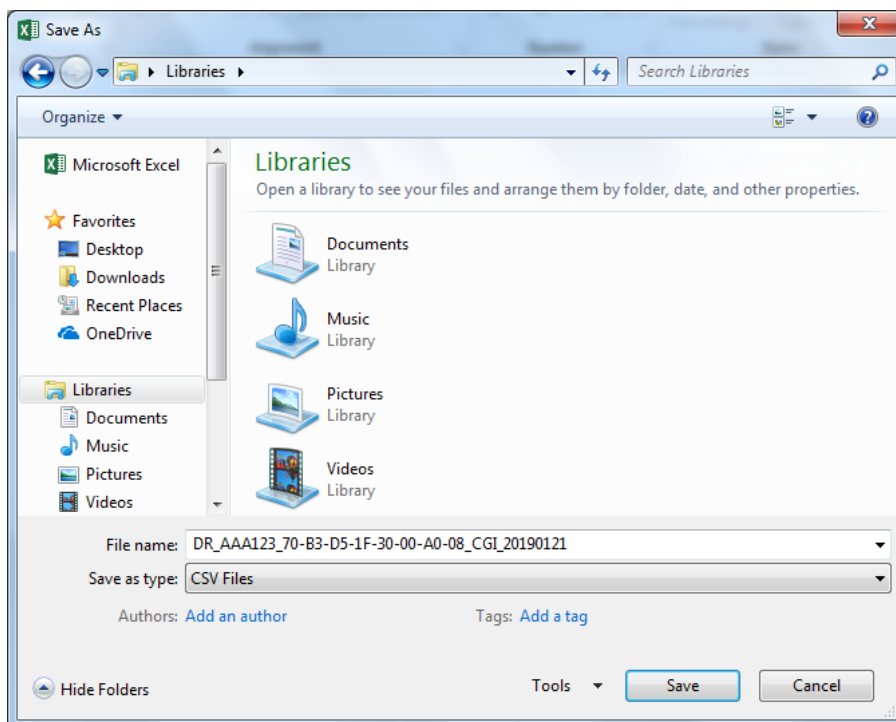 Save As
Libraries
Search Libraries
Organize
Microsoft Excel
Favorites
Desktop
Downloads
Recent Places
OneDrive
Libraries
Documents
Music
Pictures
Videos
Libraries
Open a library to see your files and arrange them by folder, date, and other properties.
Documents
Library
Music
Library
Pictures
Library
Videos
Library
File name: DR_AAA123_70-B3-D5-1F-30-00-A0-08_CGI_20190121
Save as type: CSV Files
Authors: Add an author Tags: Add a tag
Hide Folders Tools Save Cancel